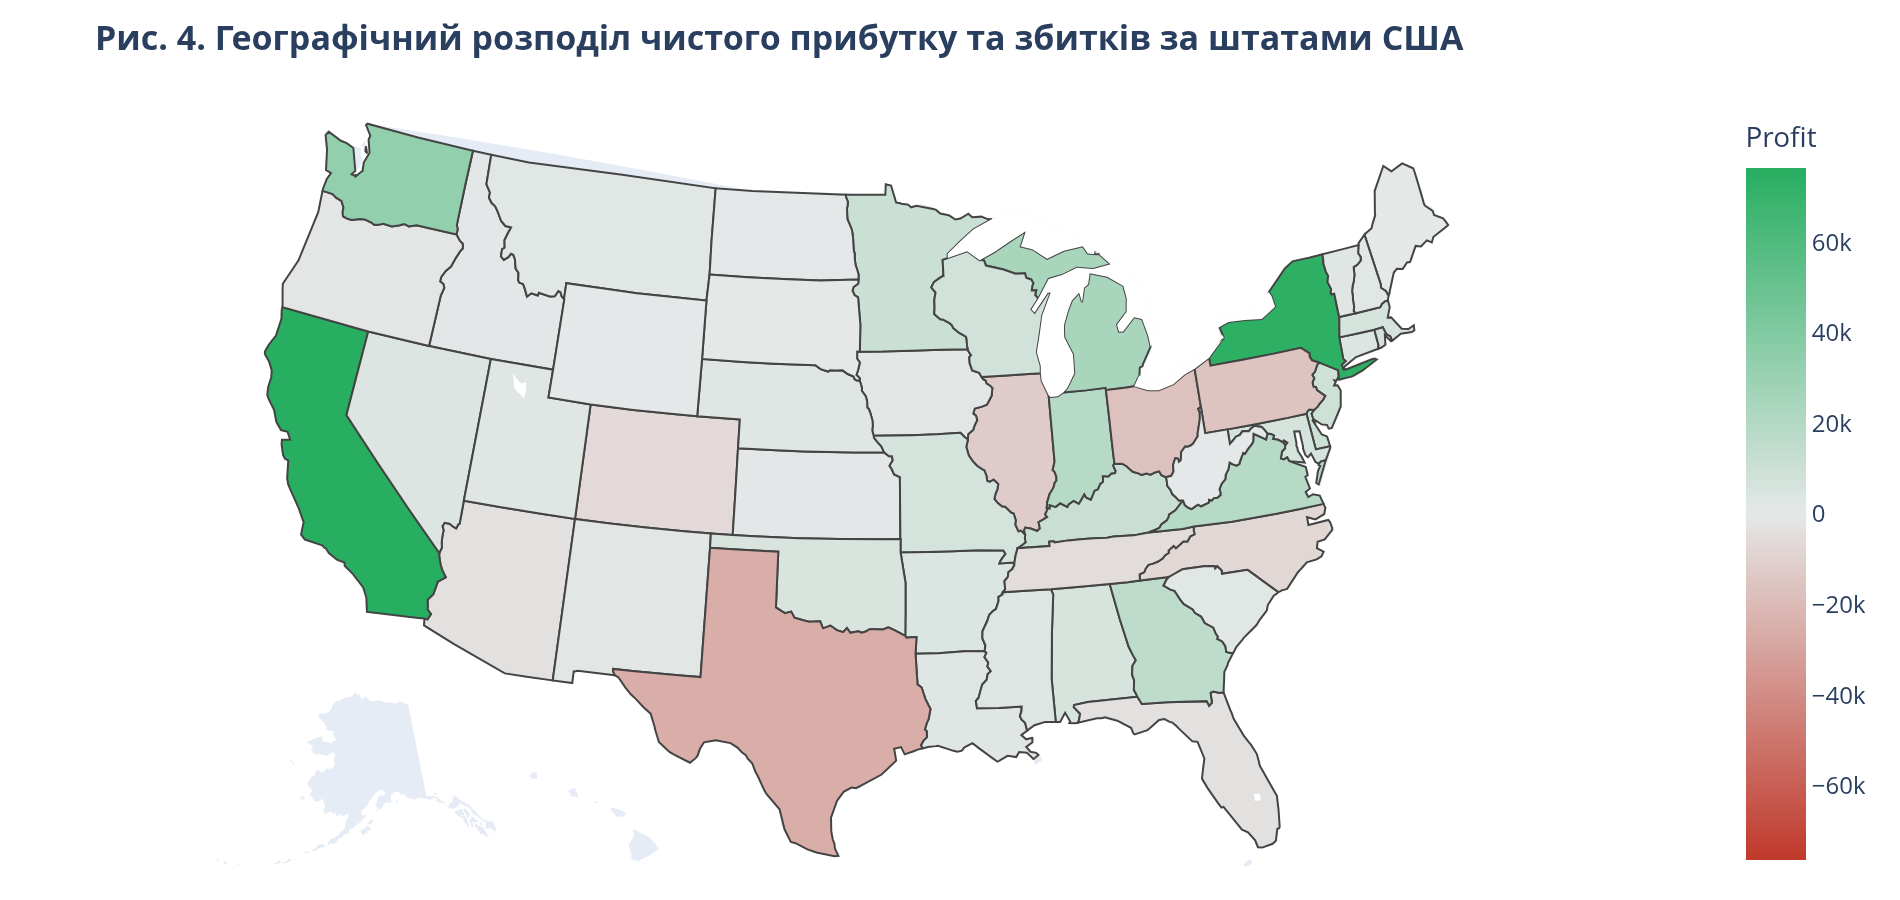 Рис. 4. Географічний розподіл чистого прибутку та збитків за штатами США
Profit
60k
40k
20k
0
−20k
−40k
−60k